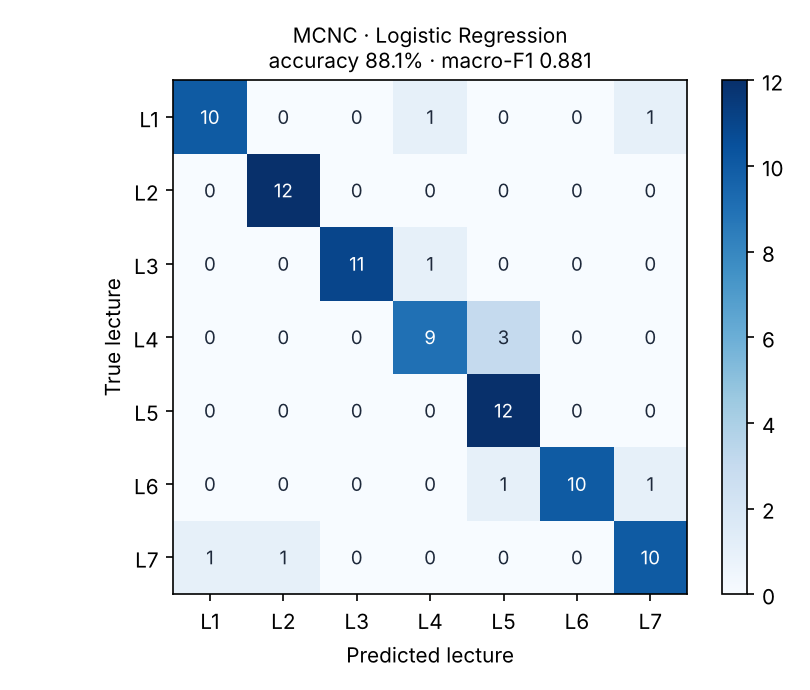 MCNC · Logistic Regression
accuracy 88.1% · macro-F1 0.881
L1 10 0 0 1 0 0 1
L2 0 12 0 0 0 0 0
L3 0 0 11 1 0 0 0
L4 0 0 0 9 3 0 0
L5 0 0 0 0 12 0 0
L6 0 0 0 0 1 10 1
L7 1 1 0 0 0 0 10
L1 L2 L3 L4 L5 L6 L7
Predicted lecture
True lecture
12
10
8
6
4
2
0